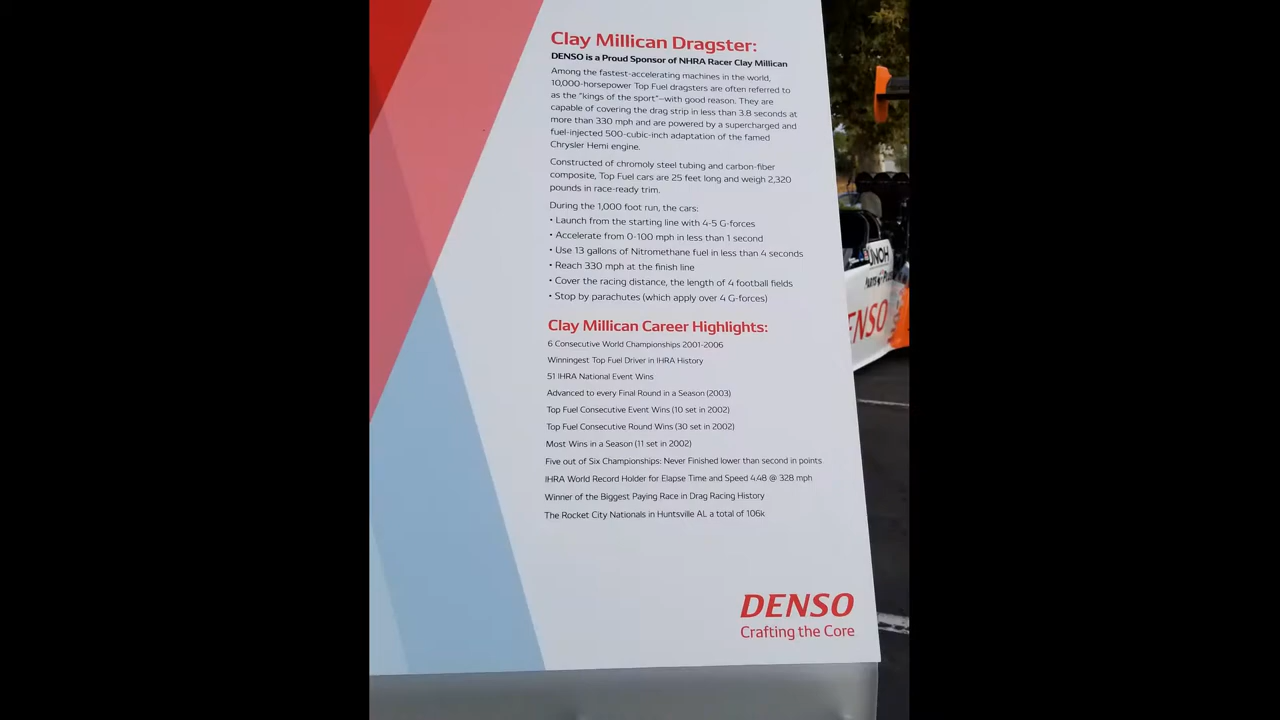 Clay Millican Dragster:
DENSO is a Proud Sponsor of NHRA Racer Clay Millican
Among the fastest-accelerating machines in the world,
10,000-horsepower Top Fuel dragsters are often referred to
as the "kings of the sport"—with good reason. They are
capable of covering the drag strip in less than 3.8 seconds at
more than 330 mph and are powered by a supercharged and
fuel-injected 500-cubic-inch adaptation of the famed
Chrysler Hemi engine.
Constructed of chromoly steel tubing and carbon-fiber
composite, Top Fuel cars are 25 feet long and weigh 2,320
pounds in race-ready trim.
During the 1,000 foot run, the cars:
• Launch from the starting line with 4-5 G-forces
• Accelerate from 0-100 mph in less than 1 second
• Use 13 gallons of Nitromethane fuel in less than 4 seconds
• Reach 330 mph at the finish line
• Cover the racing distance, the length of 4 football fields
• Stop by parachutes (which apply over 4 G-forces)
Clay Millican Career Highlights:
6 Consecutive World Championships 2001-2006
Winningest Top Fuel Driver in IHRA History
51 IHRA National Event Wins
Advanced to every Final Round in a Season (2003)
Top Fuel Consecutive Event Wins (10 set in 2002)
Top Fuel Consecutive Round Wins (30 set in 2002)
Most Wins in a Season (11 set in 2002)
Five out of Six Championships: Never Finished lower than second in points
IHRA World Record Holder for Elapse Time and Speed 4.48 @ 328 mph
Winner of the Biggest Paying Race in Drag Racing History
The Rocket City Nationals in Huntsville AL a total of 106k
DENSO
Crafting the Core
UNOH
ENSO